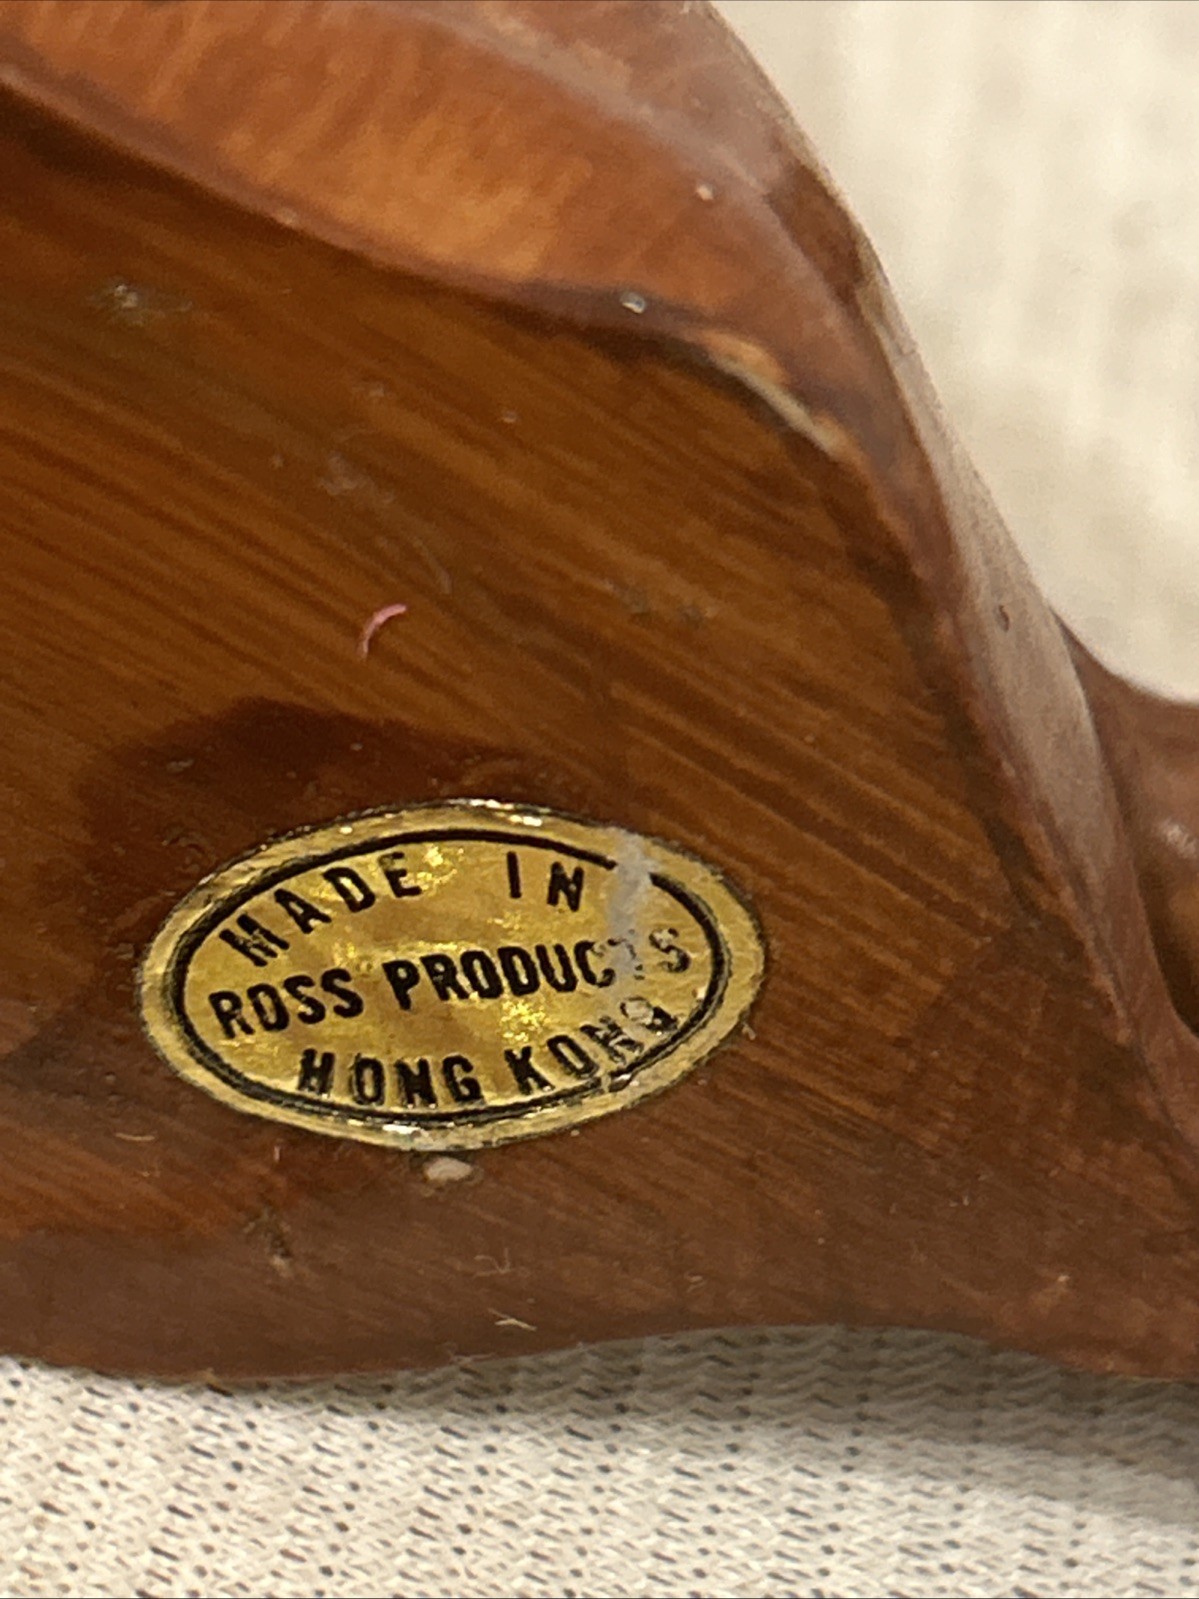 MADE IN
ROSS PRODUCTS
HONG KONG